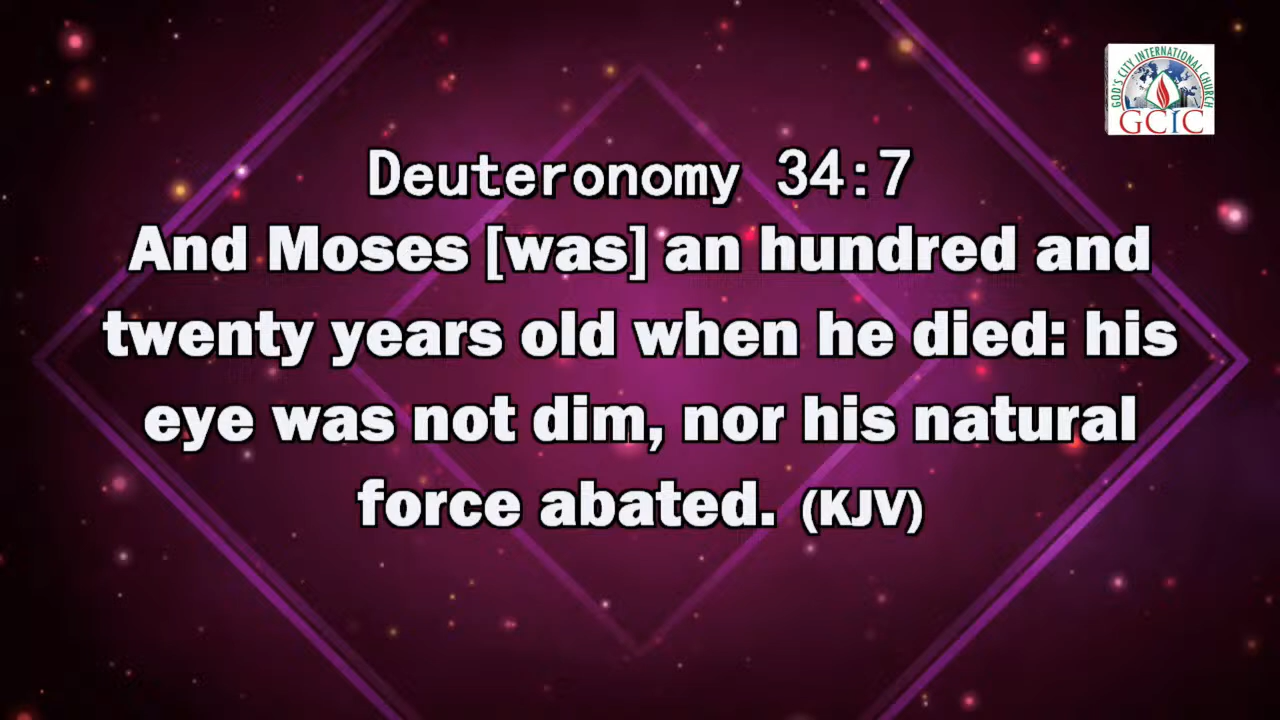 GOD'S CITY INTERNATIONAL CHURCH
GCIC
Deuteronomy 34:7
And Moses [was] an hundred and
twenty years old when he died: his
eye was not dim, nor his natural
force abated. (KJV)